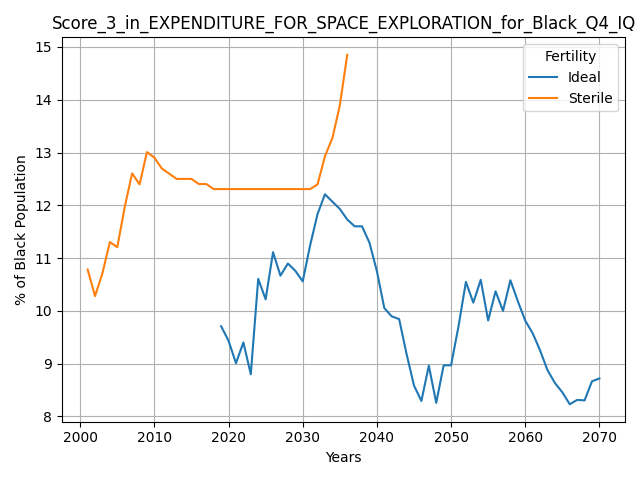 Score_3_in_EXPENDITURE_FOR_SPACE_EXPLORATION_for_Black_Q4_IQ
Fertility
Ideal
Sterile
% of Black Population
15
14
13
12
11
10
9
8
2000 2010 2020 2030 2040 2050 2060 2070
Years